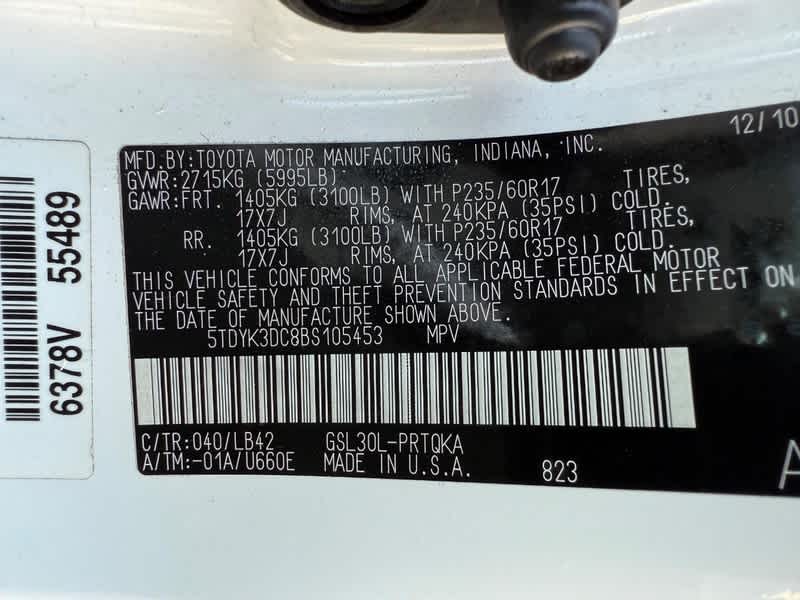 12/10
MFD.BY:TOYOTA MOTOR MANUFACTURING, INDIANA, INC.
GVWR:2715KG (5995LB)
GAWR:FRT. 1405KG (3100LB) WITH P235/60R17 TIRES,
17X7J RIMS, AT 240KPA (35PSI) COLD.
RR. 1405KG (3100LB) WITH P235/60R17 TIRES,
17X7J RIMS, AT 240KPA (35PSI) COLD.
THIS VEHICLE CONFORMS TO ALL APPLICABLE FEDERAL MOTOR
VEHICLE SAFETY AND THEFT PREVENTION STANDARDS IN EFFECT ON
THE DATE OF MANUFACTURE SHOWN ABOVE.
5TDYK3DC8BS105453 MPV
C/TR:040/LB42 GSL30L-PRTQKA
A/TM:-01A/U660E MADE IN U.S.A. 823
A
6378V 55489